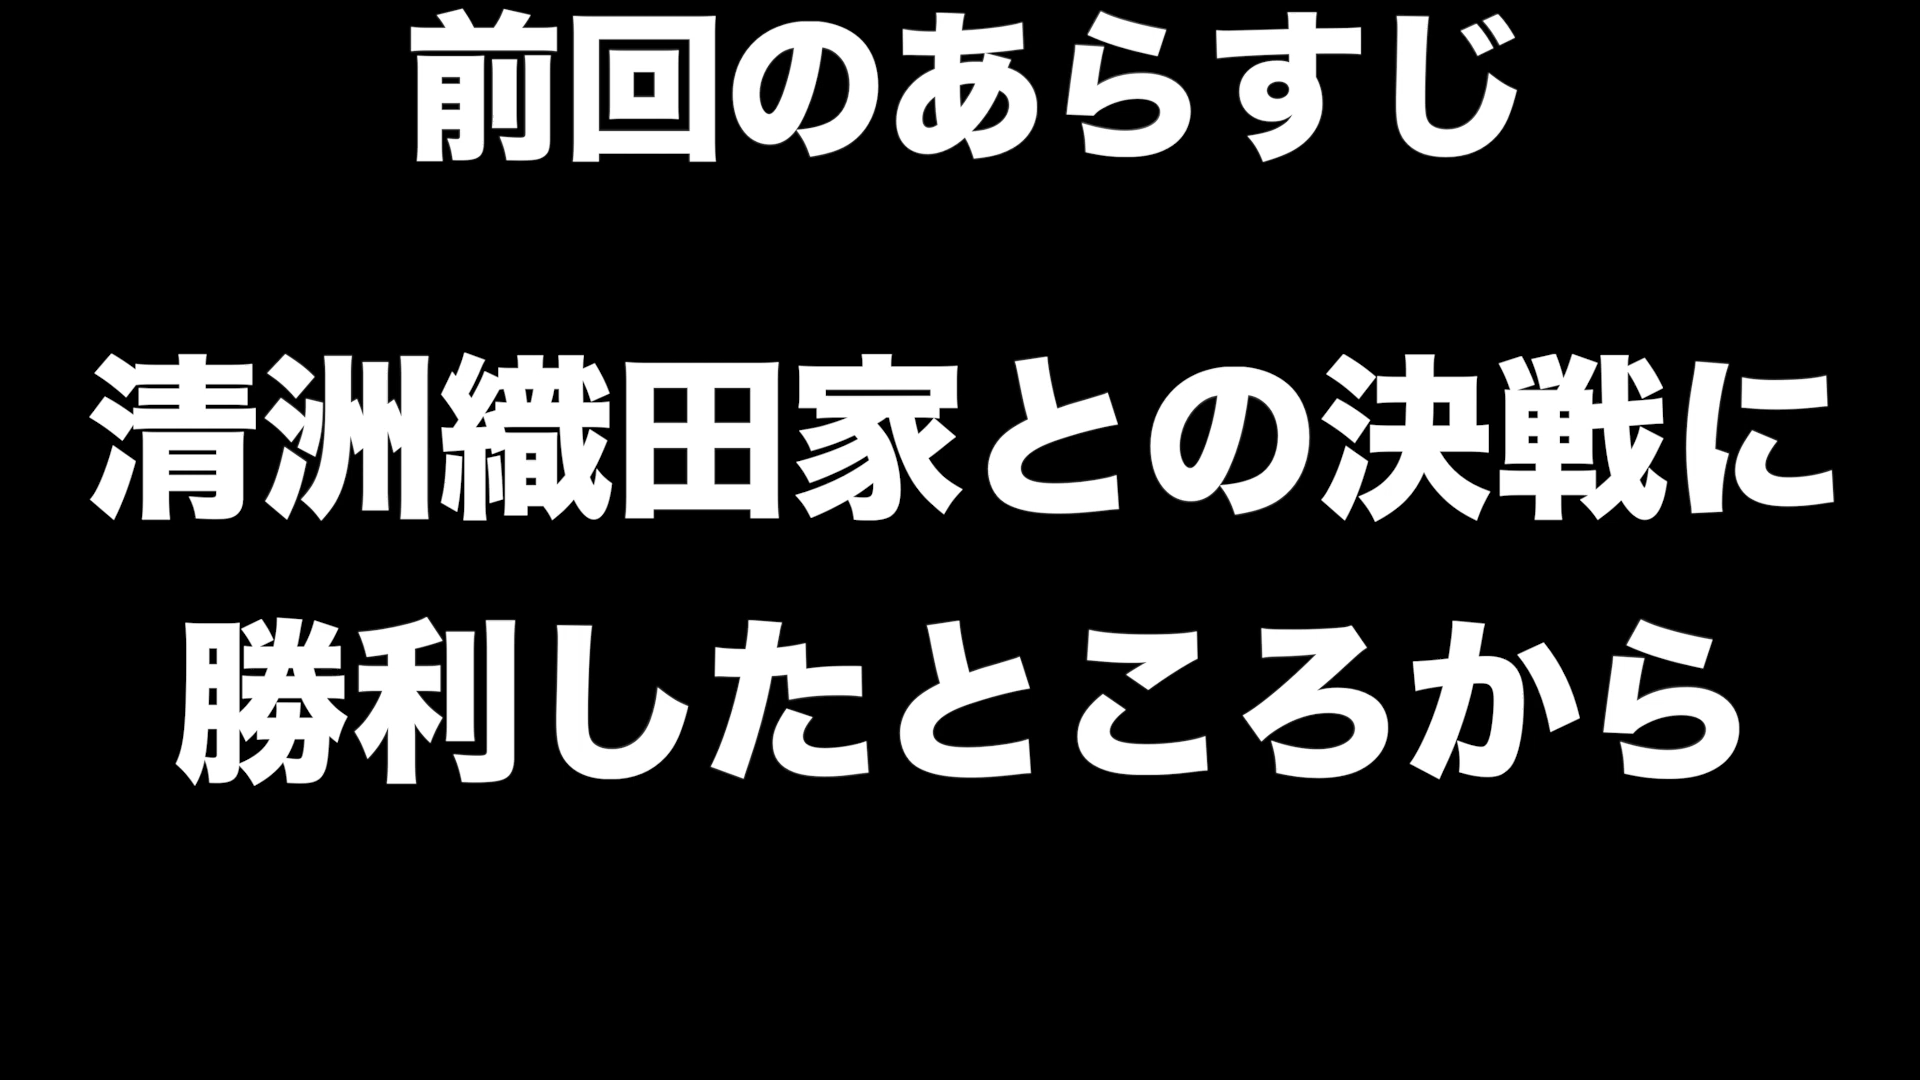 前回のあらすじ
清洲織田家との決戦に
勝利したところから